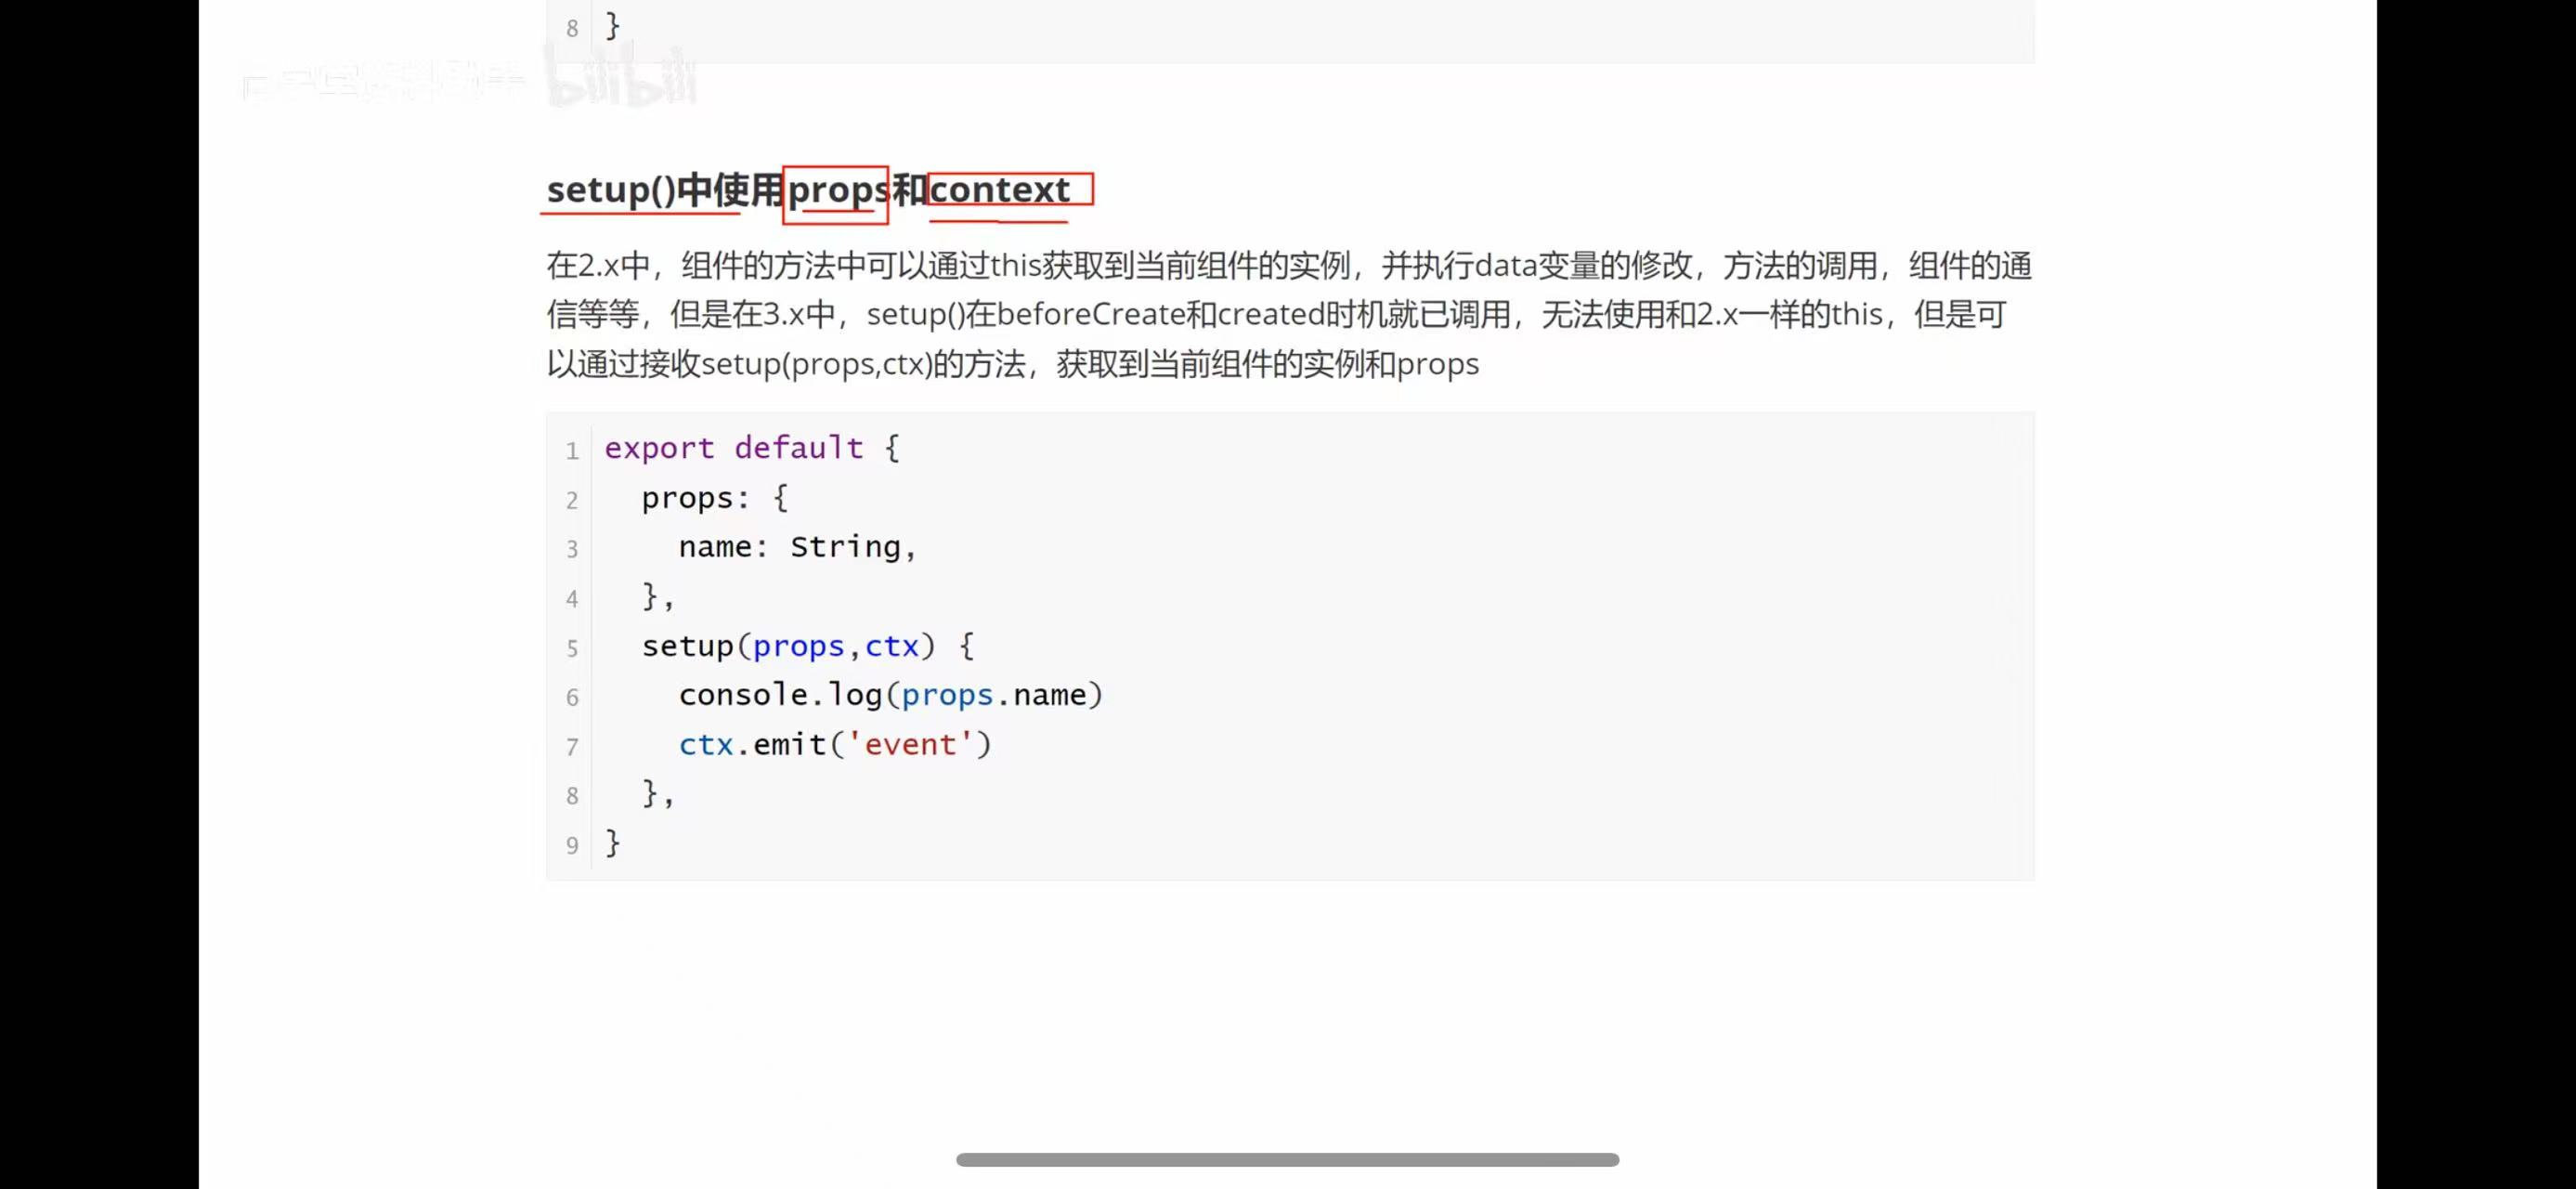 8 }
bilibili
setup()中使用props和context
在2.x中，组件的方法中可以通过this获取到当前组件的实例，并执行data变量的修改，方法的调用，组件的通
信等等，但是在3.x中，setup()在beforeCreate和created时机就已调用，无法使用和2.x一样的this，但是可
以通过接收setup(props,ctx)的方法，获取到当前组件的实例和props
1 export default {
2   props: {
3     name: String,
4   },
5   setup(props,ctx) {
6     console.log(props.name)
7     ctx.emit('event')
8   },
9 }